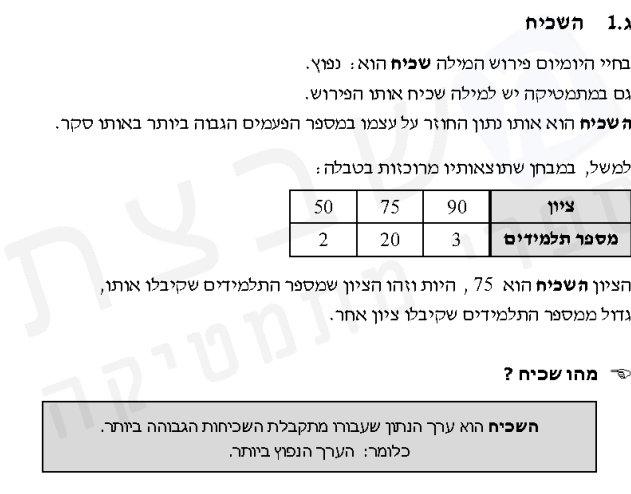 ג.1 השכיח
בחיי היומיום פירוש המילה שכיח הוא: נפוץ.
גם במתמטיקה יש למילה שכיח אותו הפירוש.
השכיח הוא אותו נתון החוזר על עצמו במספר הפעמים הגבוה ביותר באותו סקר.
למשל, במבחן שתוצאותיו מרוכזות בטבלה:
ציון 90 75 50
מספר תלמידים 3 20 2
הציון השכיח הוא 75, היות וזהו הציון שמספר התלמידים שקיבלו אותו,
גדול ממספר התלמידים שקיבלו ציון אחר.
☞ מהו שכיח ?
השכיח הוא ערך הנתון שעבורו מתקבלת השכיחות הגבוהה ביותר.
כלומר: הערך הנפוץ ביותר.
משבצת
ספרי מתמטיקה